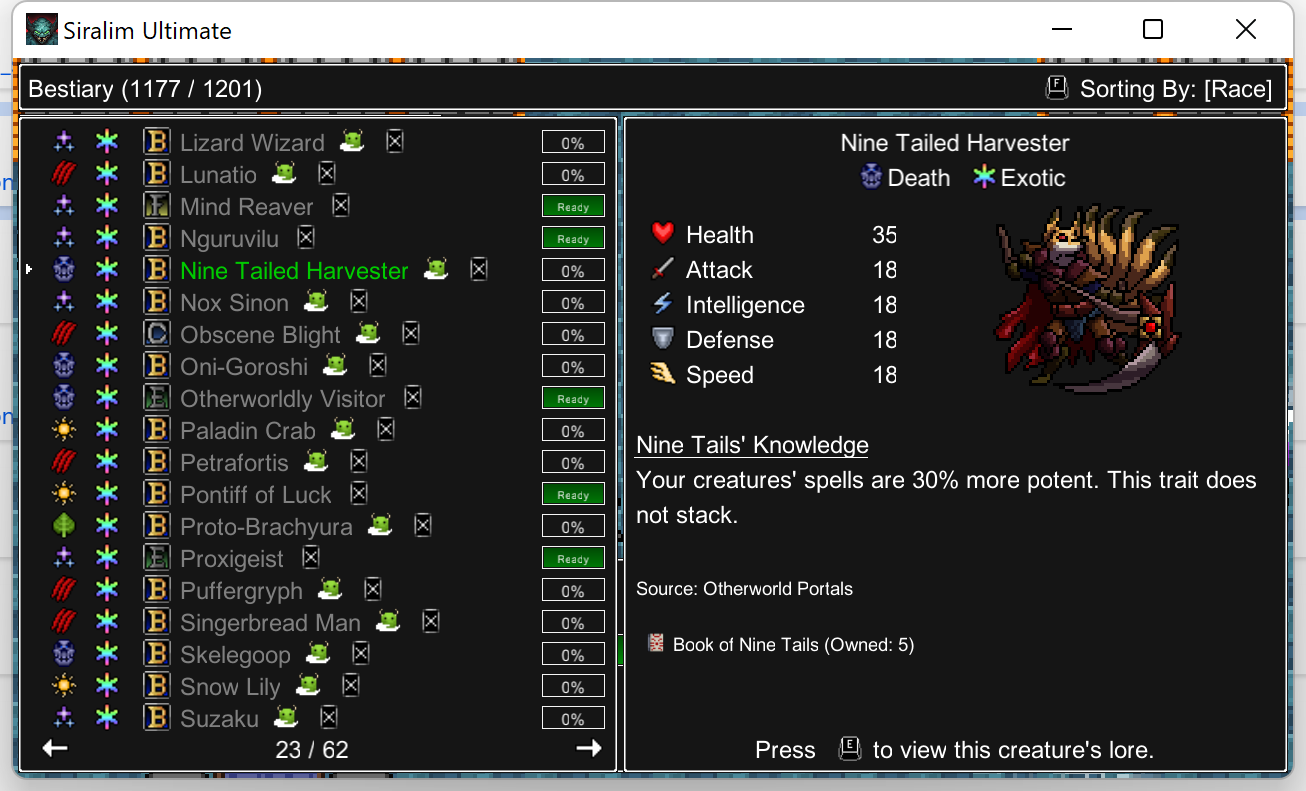 Siralim Ultimate
Bestiary (1177 / 1201)
F Sorting By: [Race]
B Lizard Wizard 0%
B Lunatio 0%
F Mind Reaver Ready
B Nguruvilu Ready
B Nine Tailed Harvester 0%
B Nox Sinon 0%
C Obscene Blight 0%
B Oni-Goroshi 0%
E Otherworldly Visitor Ready
B Paladin Crab 0%
B Petrafortis 0%
B Pontiff of Luck Ready
B Proto-Brachyura 0%
E Proxigeist Ready
B Puffergryph 0%
B Singerbread Man 0%
B Skelegoop 0%
B Snow Lily 0%
B Suzaku 0%
23 / 62
Nine Tailed Harvester
Death Exotic
Health 35
Attack 18
Intelligence 18
Defense 18
Speed 18
Nine Tails' Knowledge
Your creatures' spells are 30% more potent. This trait does
not stack.
Source: Otherworld Portals
Book of Nine Tails (Owned: 5)
Press E to view this creature's lore.